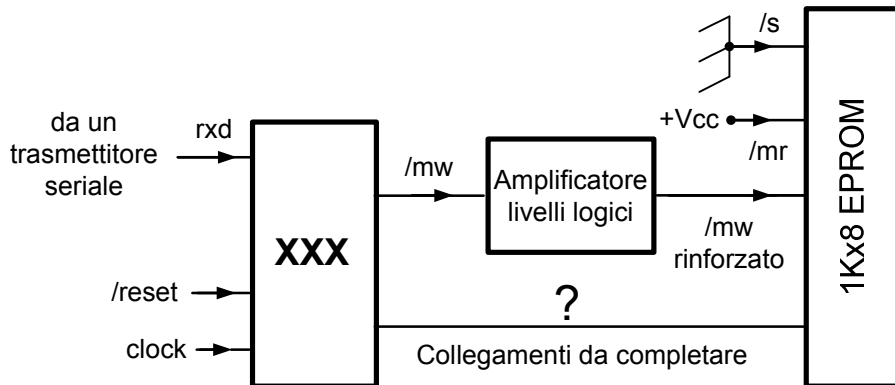 /s
+Vcc
/mr
da un
trasmettitore
seriale
rxd
/mw
Amplificatore
livelli logici
/mw
rinforzato
XXX
/reset
clock
?
Collegamenti da completare
1Kx8 EPROM